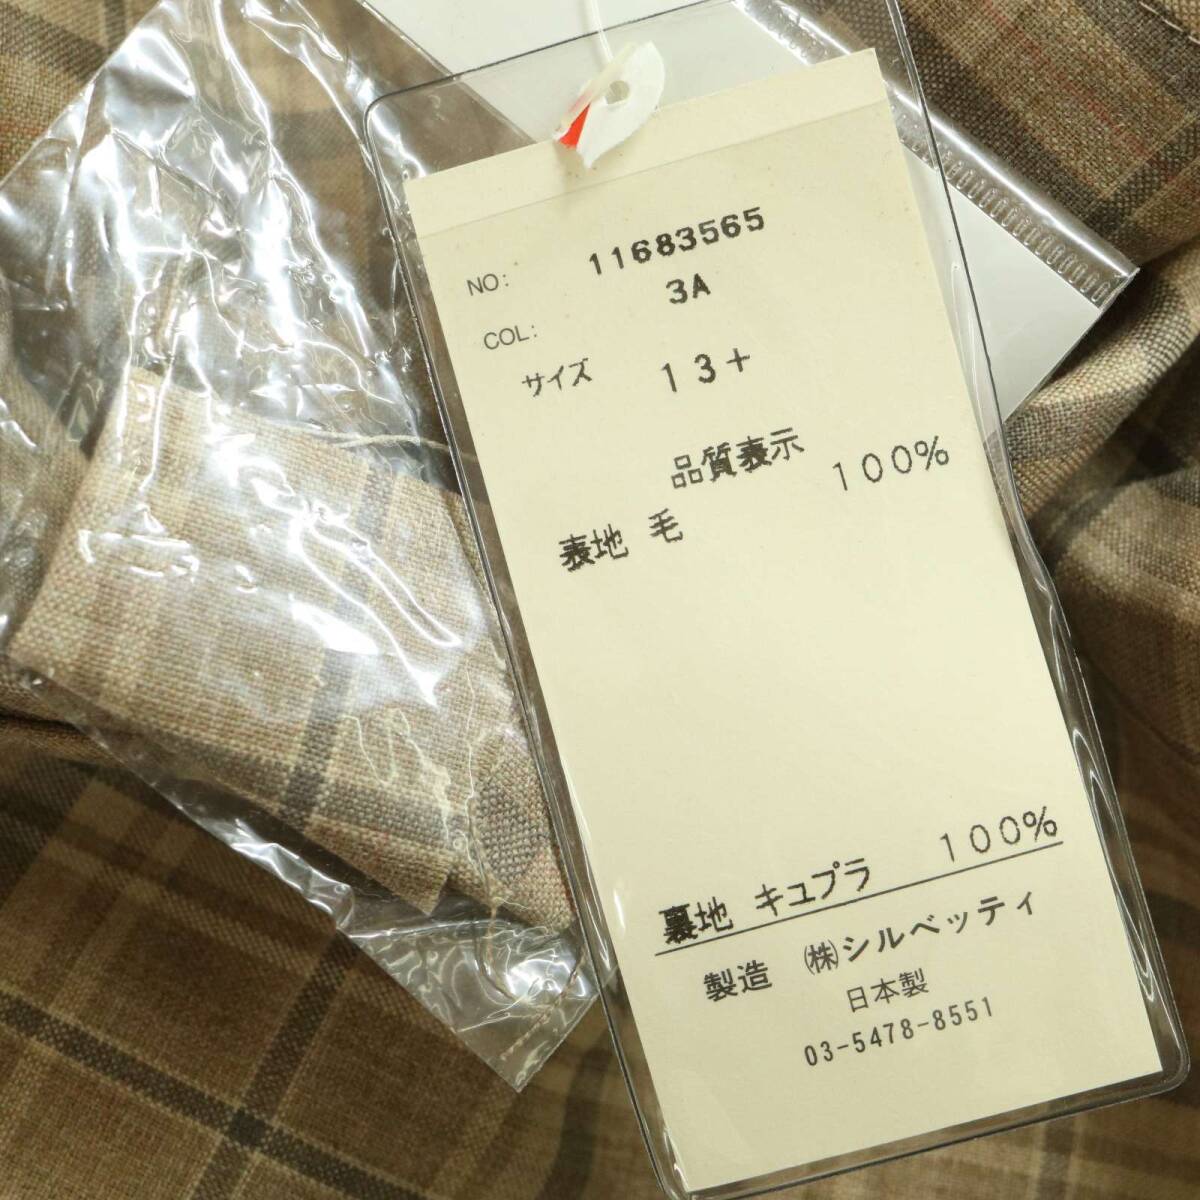 NO: 11683565
COL: 3A
サイズ 13+
品質表示
表地 毛 100%
裏地 キュプラ 100%
製造 ㈱シルベッティ
日本製
03-5478-8551